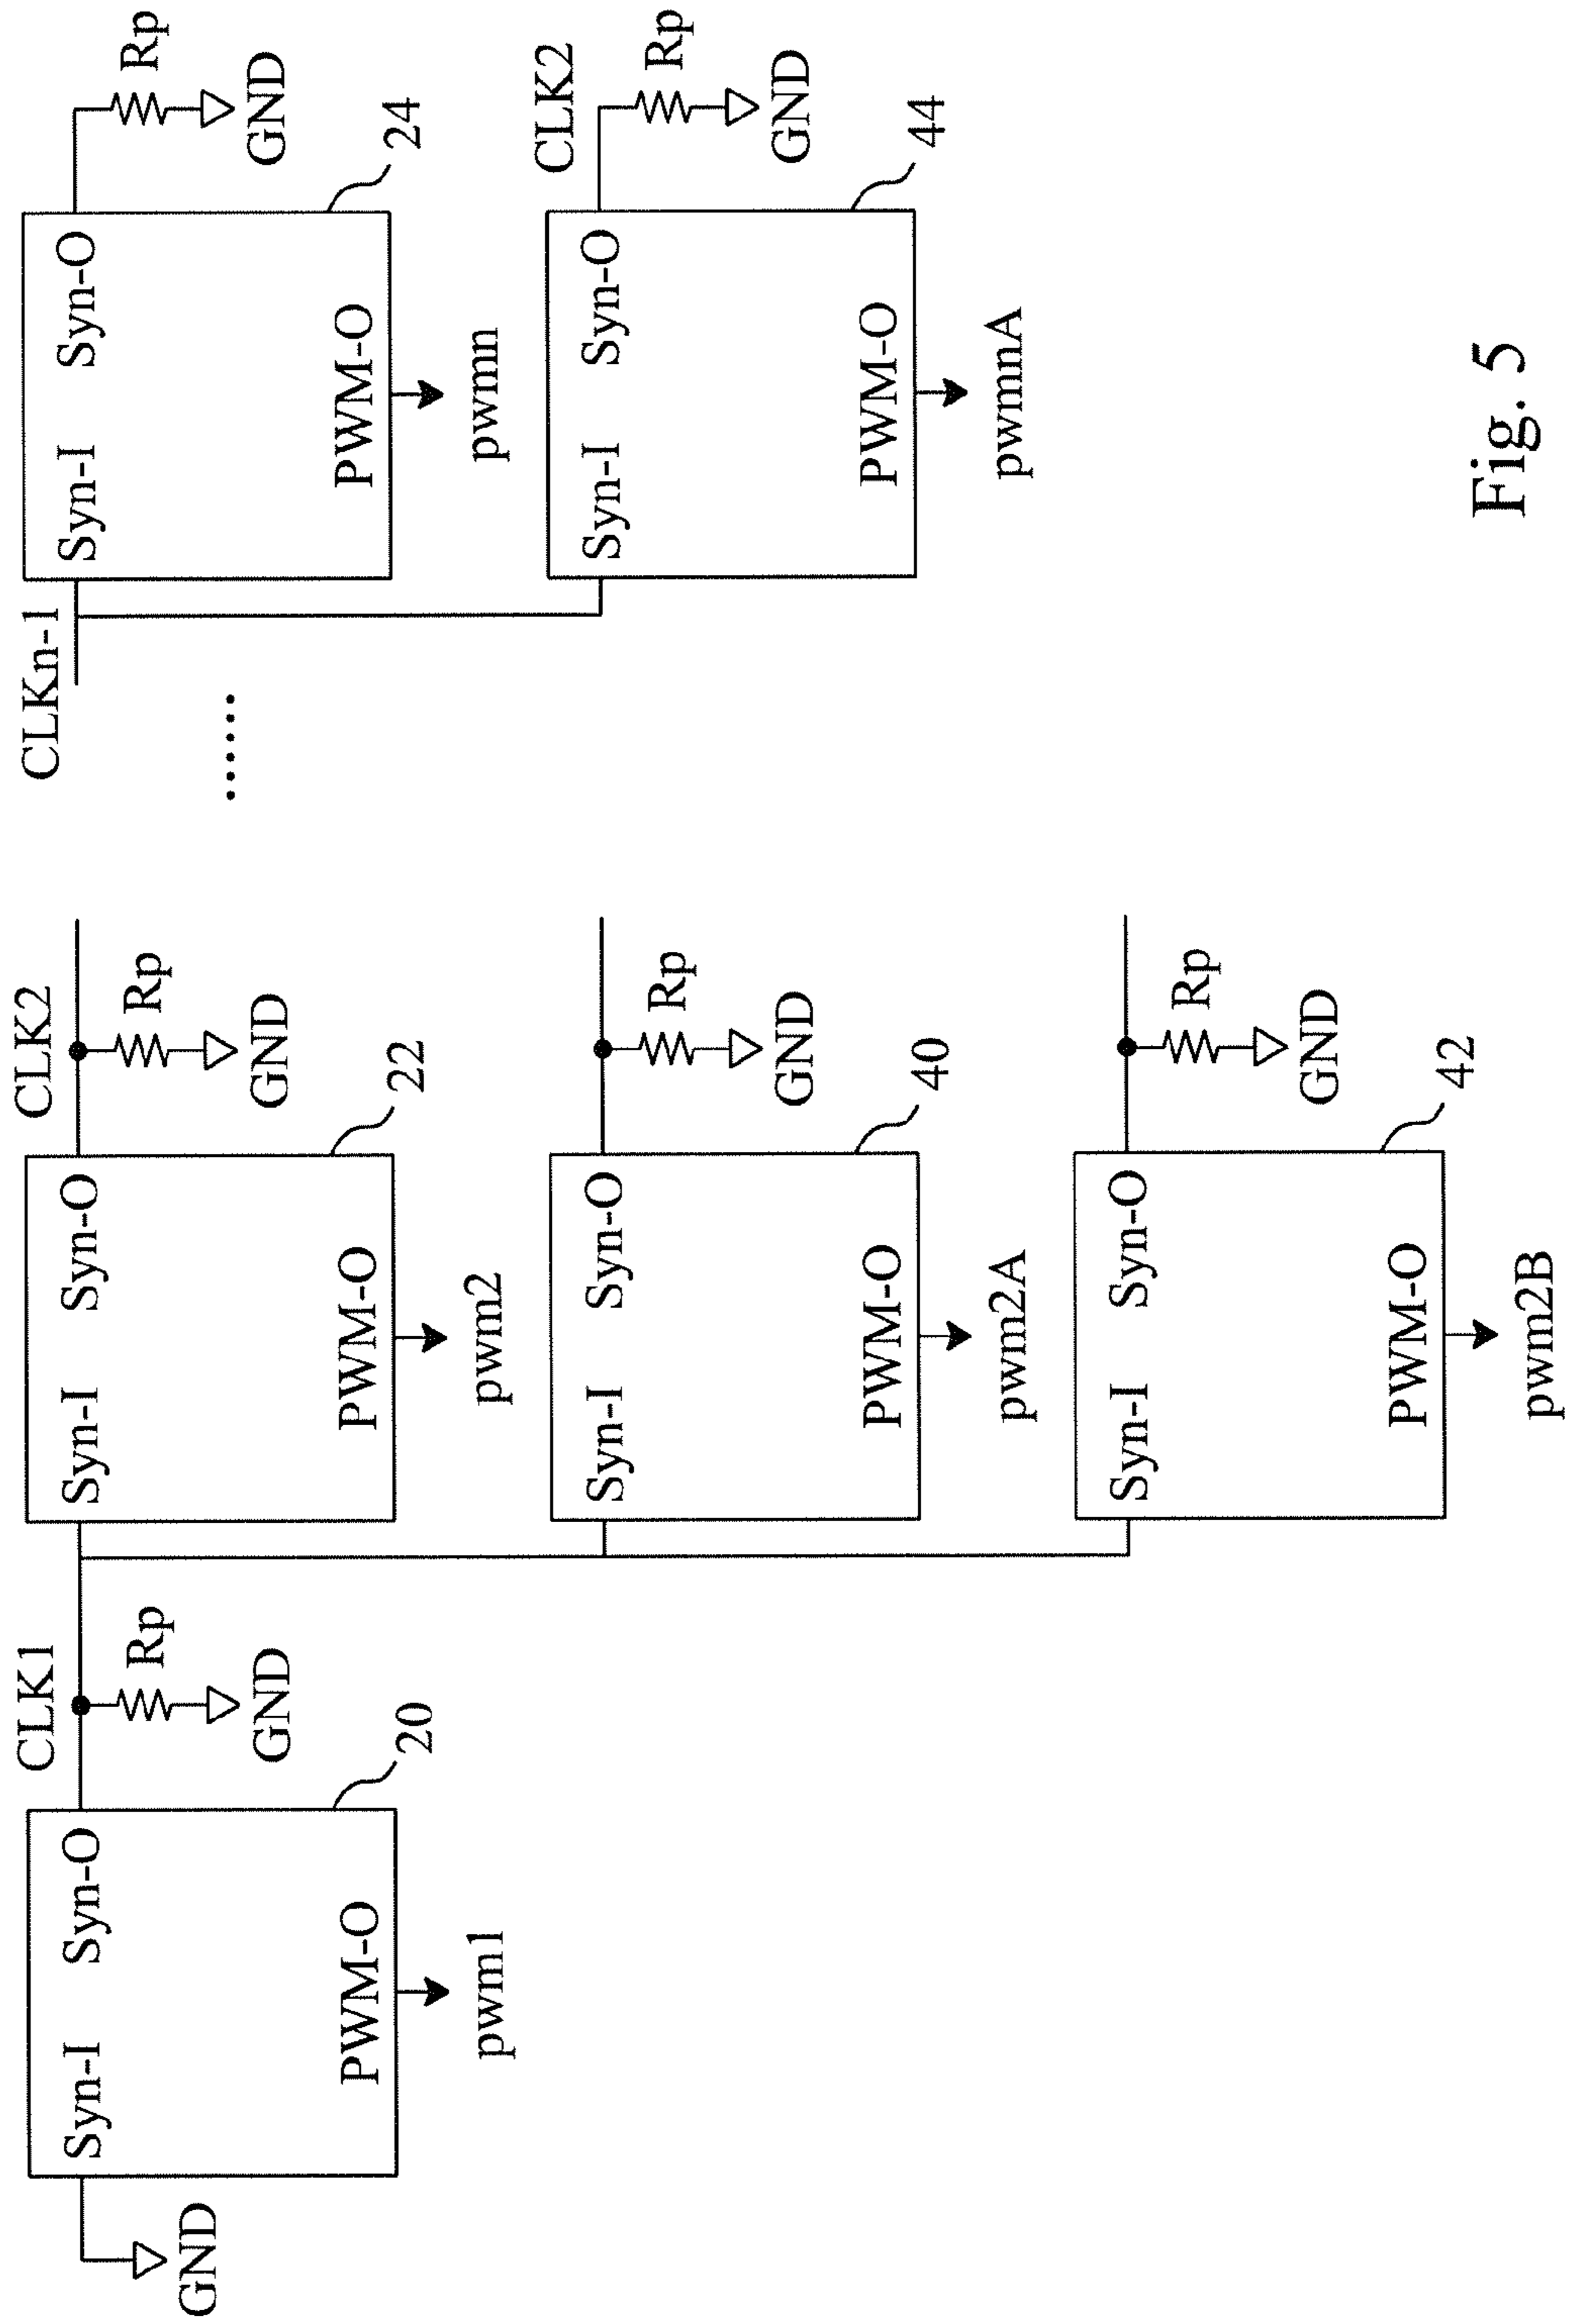 GND
Syn-I Syn-O
PWM-O
pwm1
20
CLK1
Rp
GND
Syn-I Syn-O
PWM-O
pwm2
22
CLK2
Rp
GND
Syn-I Syn-O
PWM-O
pwm2A
40
Rp
GND
Syn-I Syn-O
PWM-O
pwm2B
42
Rp
GND
......
CLKn-1
Syn-I Syn-O
PWM-O
pwmn
24
Rp
GND
Syn-I Syn-O
PWM-O
pwmnA
44
CLK2
Rp
GND
Fig. 5